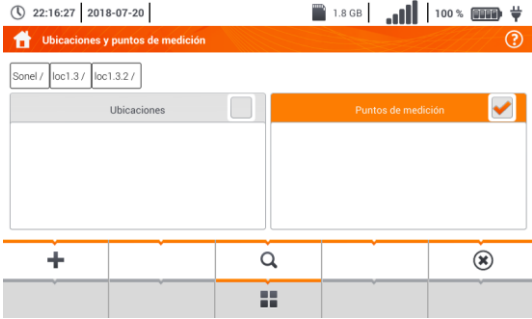 22:16:27 2018-07-20 1.8 GB 100 %
Ubicaciones y puntos de medición ?
Sonel / loc1.3 / loc1.3.2 /
Ubicaciones Puntos de medición